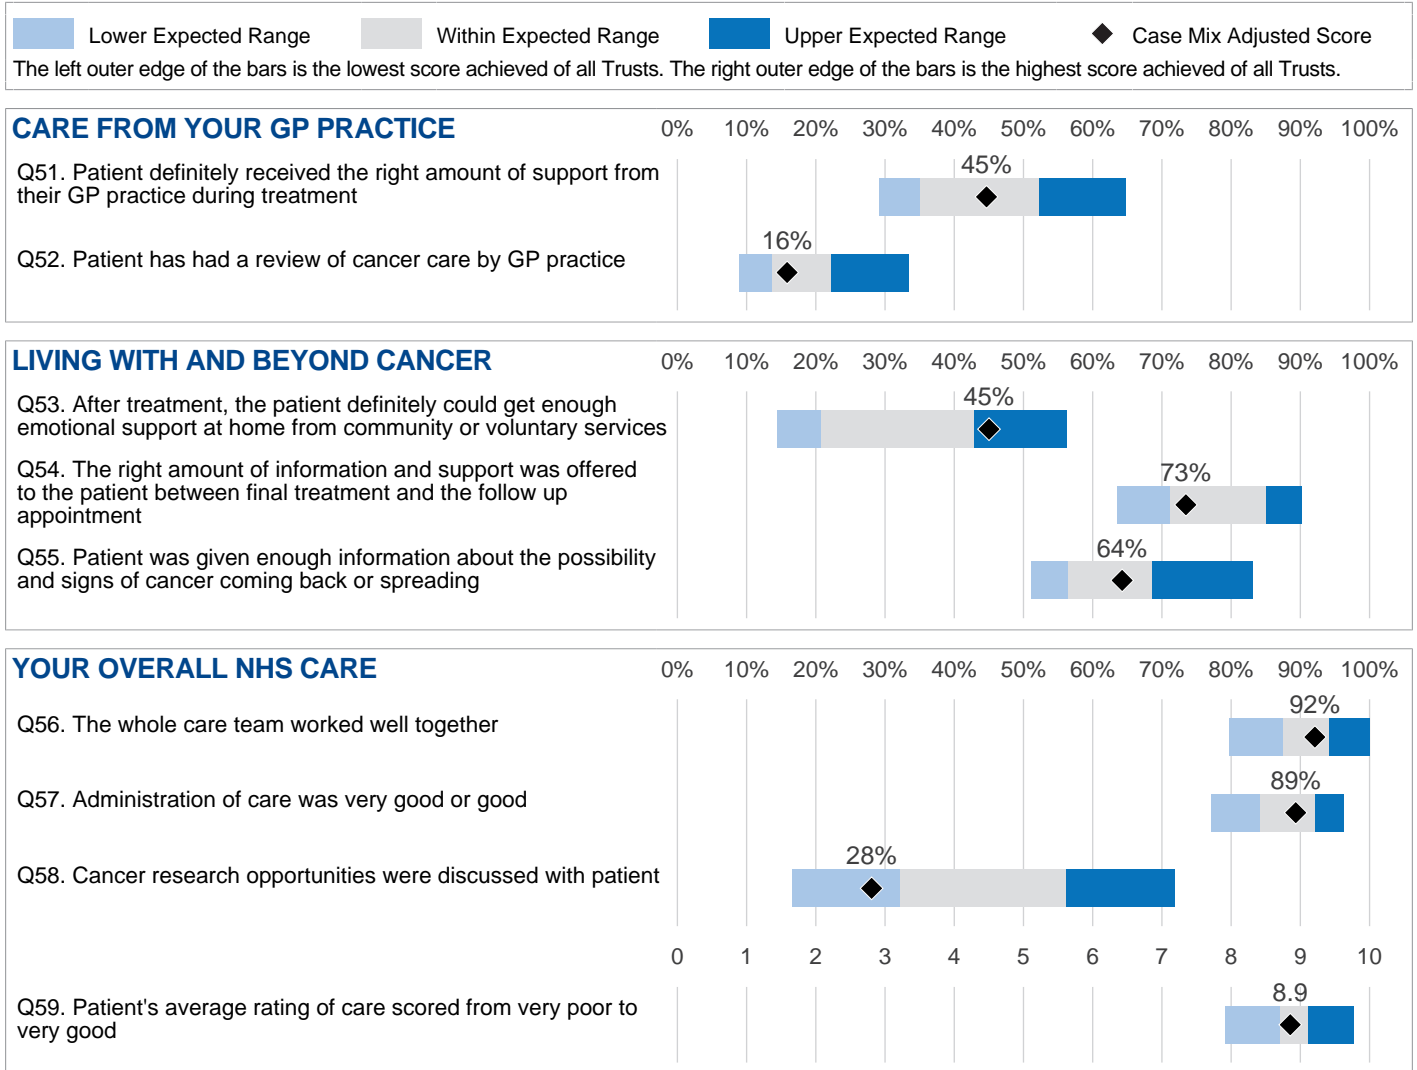 Lower Expected Range Within Expected Range Upper Expected Range Case Mix Adjusted Score
The left outer edge of the bars is the lowest score achieved of all Trusts. The right outer edge of the bars is the highest score achieved of all Trusts.
CARE FROM YOUR GP PRACTICE 0% 10% 20% 30% 40% 50% 60% 70% 80% 90% 100%
45%
Q51. Patient definitely received the right amount of support from
their GP practice during treatment
16%
Q52. Patient has had a review of cancer care by GP practice
LIVING WITH AND BEYOND CANCER 0% 10% 20% 30% 40% 50% 60% 70% 80% 90% 100%
45%
Q53. After treatment, the patient definitely could get enough
emotional support at home from community or voluntary services
73%
Q54. The right amount of information and support was offered
to the patient between final treatment and the follow up
appointment
64%
Q55. Patient was given enough information about the possibility
and signs of cancer coming back or spreading
YOUR OVERALL NHS CARE 0% 10% 20% 30% 40% 50% 60% 70% 80% 90% 100%
92%
Q56. The whole care team worked well together
89%
Q57. Administration of care was very good or good
28%
Q58. Cancer research opportunities were discussed with patient
0 1 2 3 4 5 6 7 8 9 10
8.9
Q59. Patient's average rating of care scored from very poor to
very good